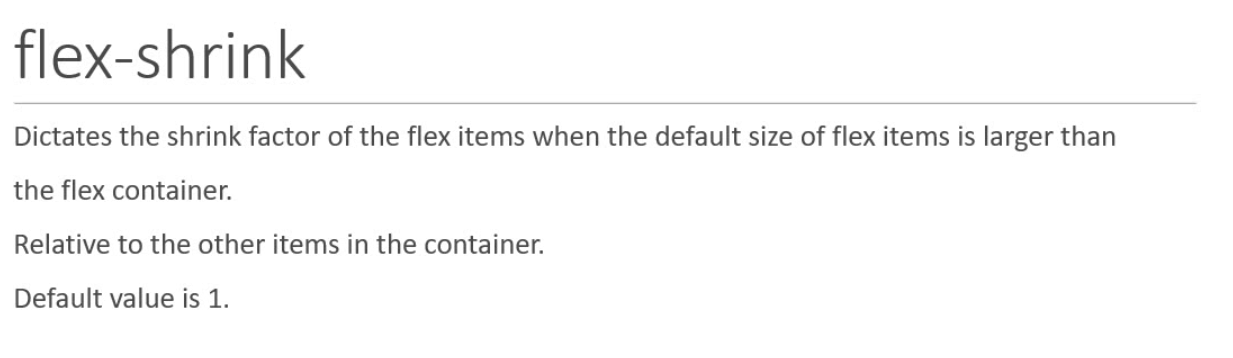 flex-shrink
Dictates the shrink factor of the flex items when the default size of flex items is larger than
the flex container.
Relative to the other items in the container.
Default value is 1.